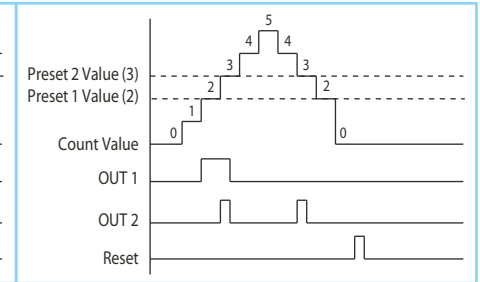 5
4 4
Preset 2 Value (3) 3 3
Preset 1 Value (2) 2 2
1
Count Value 0 0
OUT 1
OUT 2
Reset